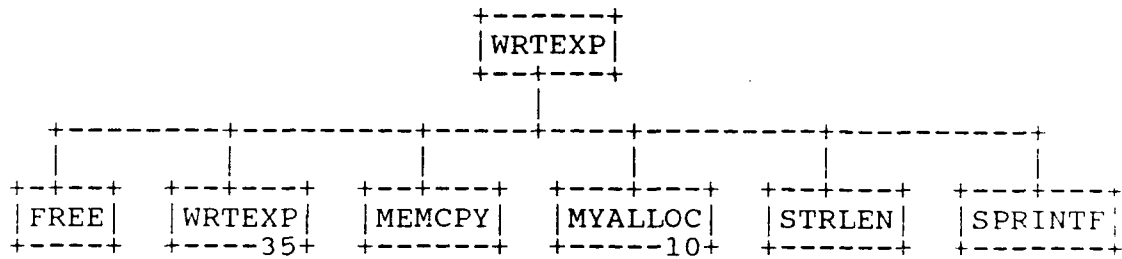 WRTEXP
FREE WRTEXP MEMCPY MYALLOC STRLEN SPRINTF
35 10